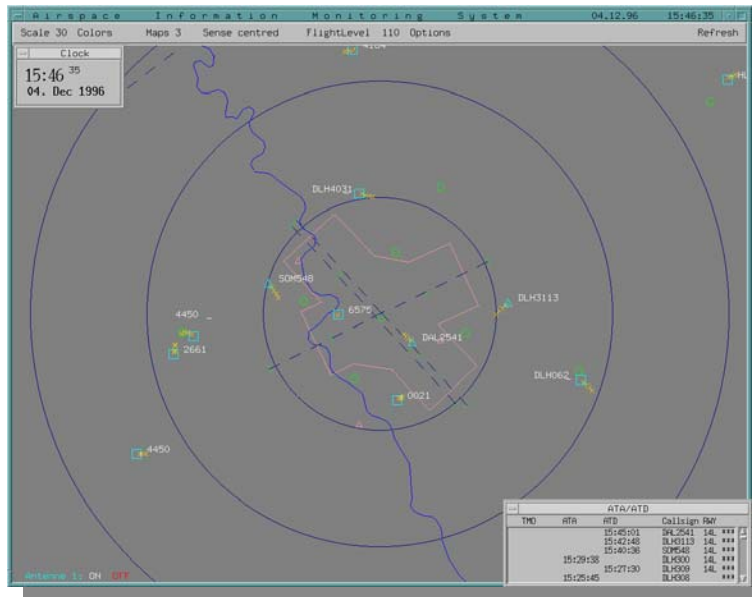 Airspace Information Monitoring System 04.12.96 15:46:35
Scale 30 Colors Maps 3 Sense centred FlightLevel 110 Options Refresh
Clock
15:46 35
04. Dec 1996
DLH4031
SOM548
DLH3113
4450
6575
2661
DAL2541
DLH062
0021
4450
ATA/ATD
TMO ATA ATD Callsign RWY
15:45:01 DAL2541 14L ***
15:42:48 DLH3113 14L ***
15:40:36 SOM548 14L ***
15:29:38 DLH300 14L ***
15:27:30 DLH309 14L ***
15:25:45 DLH308 ***
Antenne 1: ON OFF